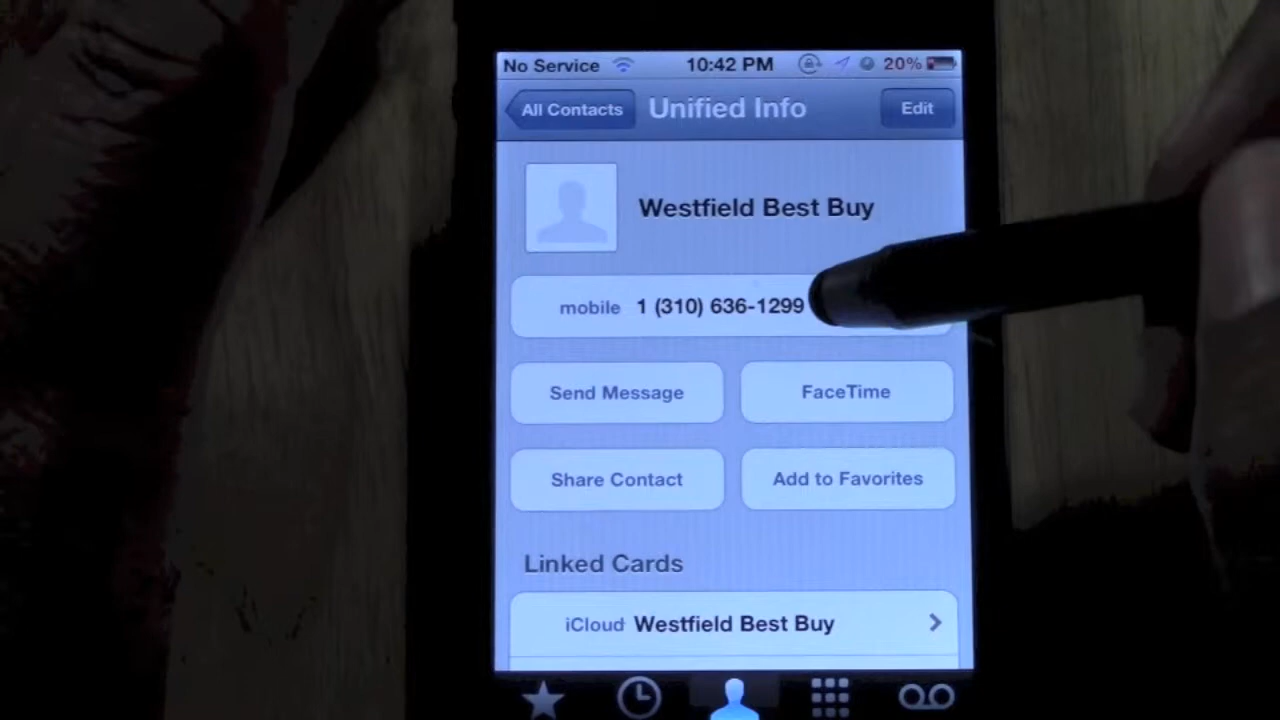 No Service 10:42 PM 20%
All Contacts Unified Info Edit
Westfield Best Buy
mobile 1 (310) 636-1299
Send Message FaceTime
Share Contact Add to Favorites
Linked Cards
iCloud Westfield Best Buy